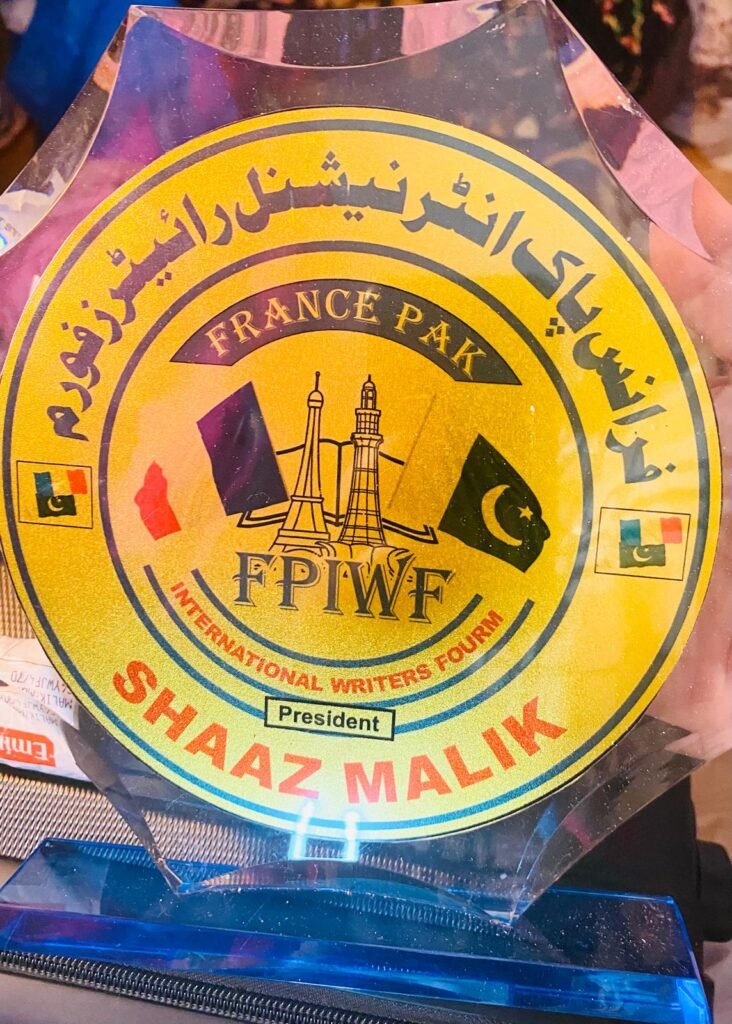 فرانس پاک انٹرنیشنل رائیٹرز فورم
FRANCE PAK
FPIWF
INTERNATIONAL WRITERS FOURM
President
SHAAZ MALIK